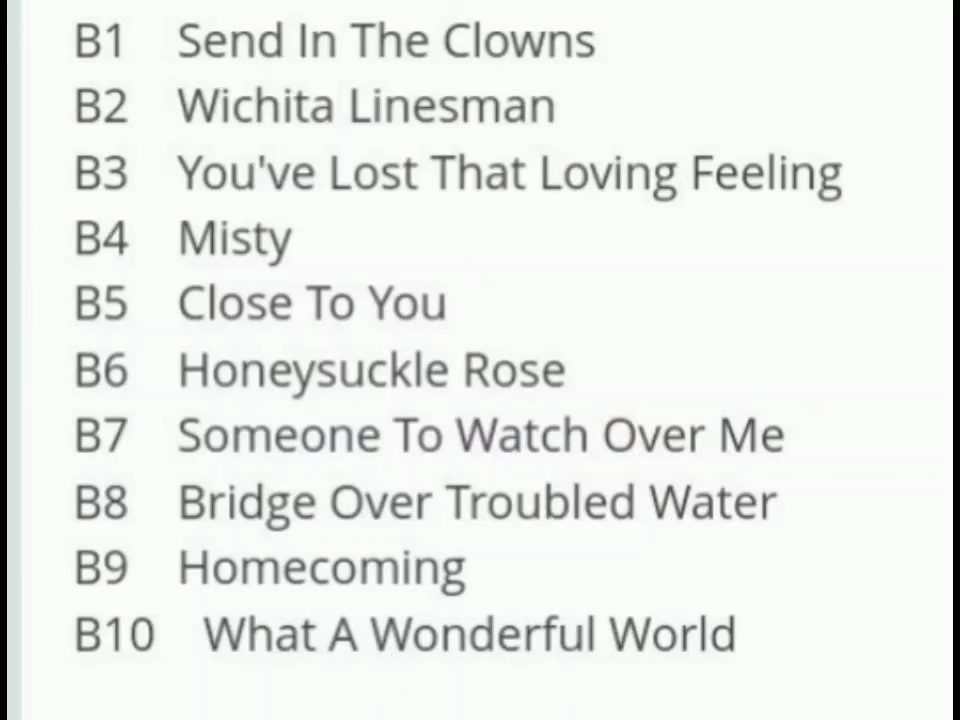 B1 Send In The Clowns
B2 Wichita Linesman
B3 You've Lost That Loving Feeling
B4 Misty
B5 Close To You
B6 Honeysuckle Rose
B7 Someone To Watch Over Me
B8 Bridge Over Troubled Water
B9 Homecoming
B10 What A Wonderful World